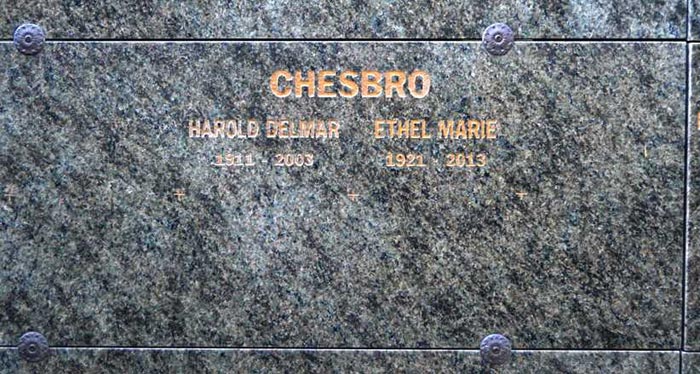 CHESBRO
HAROLD DELMAR ETHEL MARIE
1911 - 2003 1921 - 2013